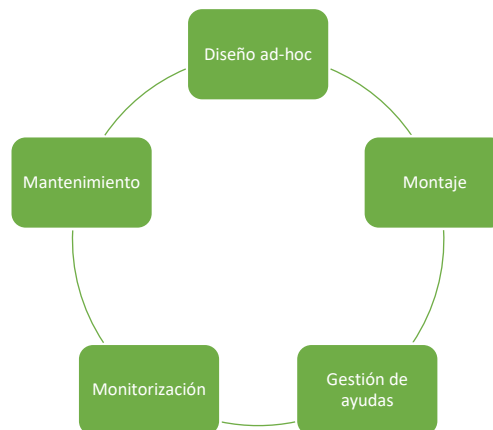 Diseño ad-hoc
Montaje
Gestión de
ayudas
Monitorización
Mantenimiento